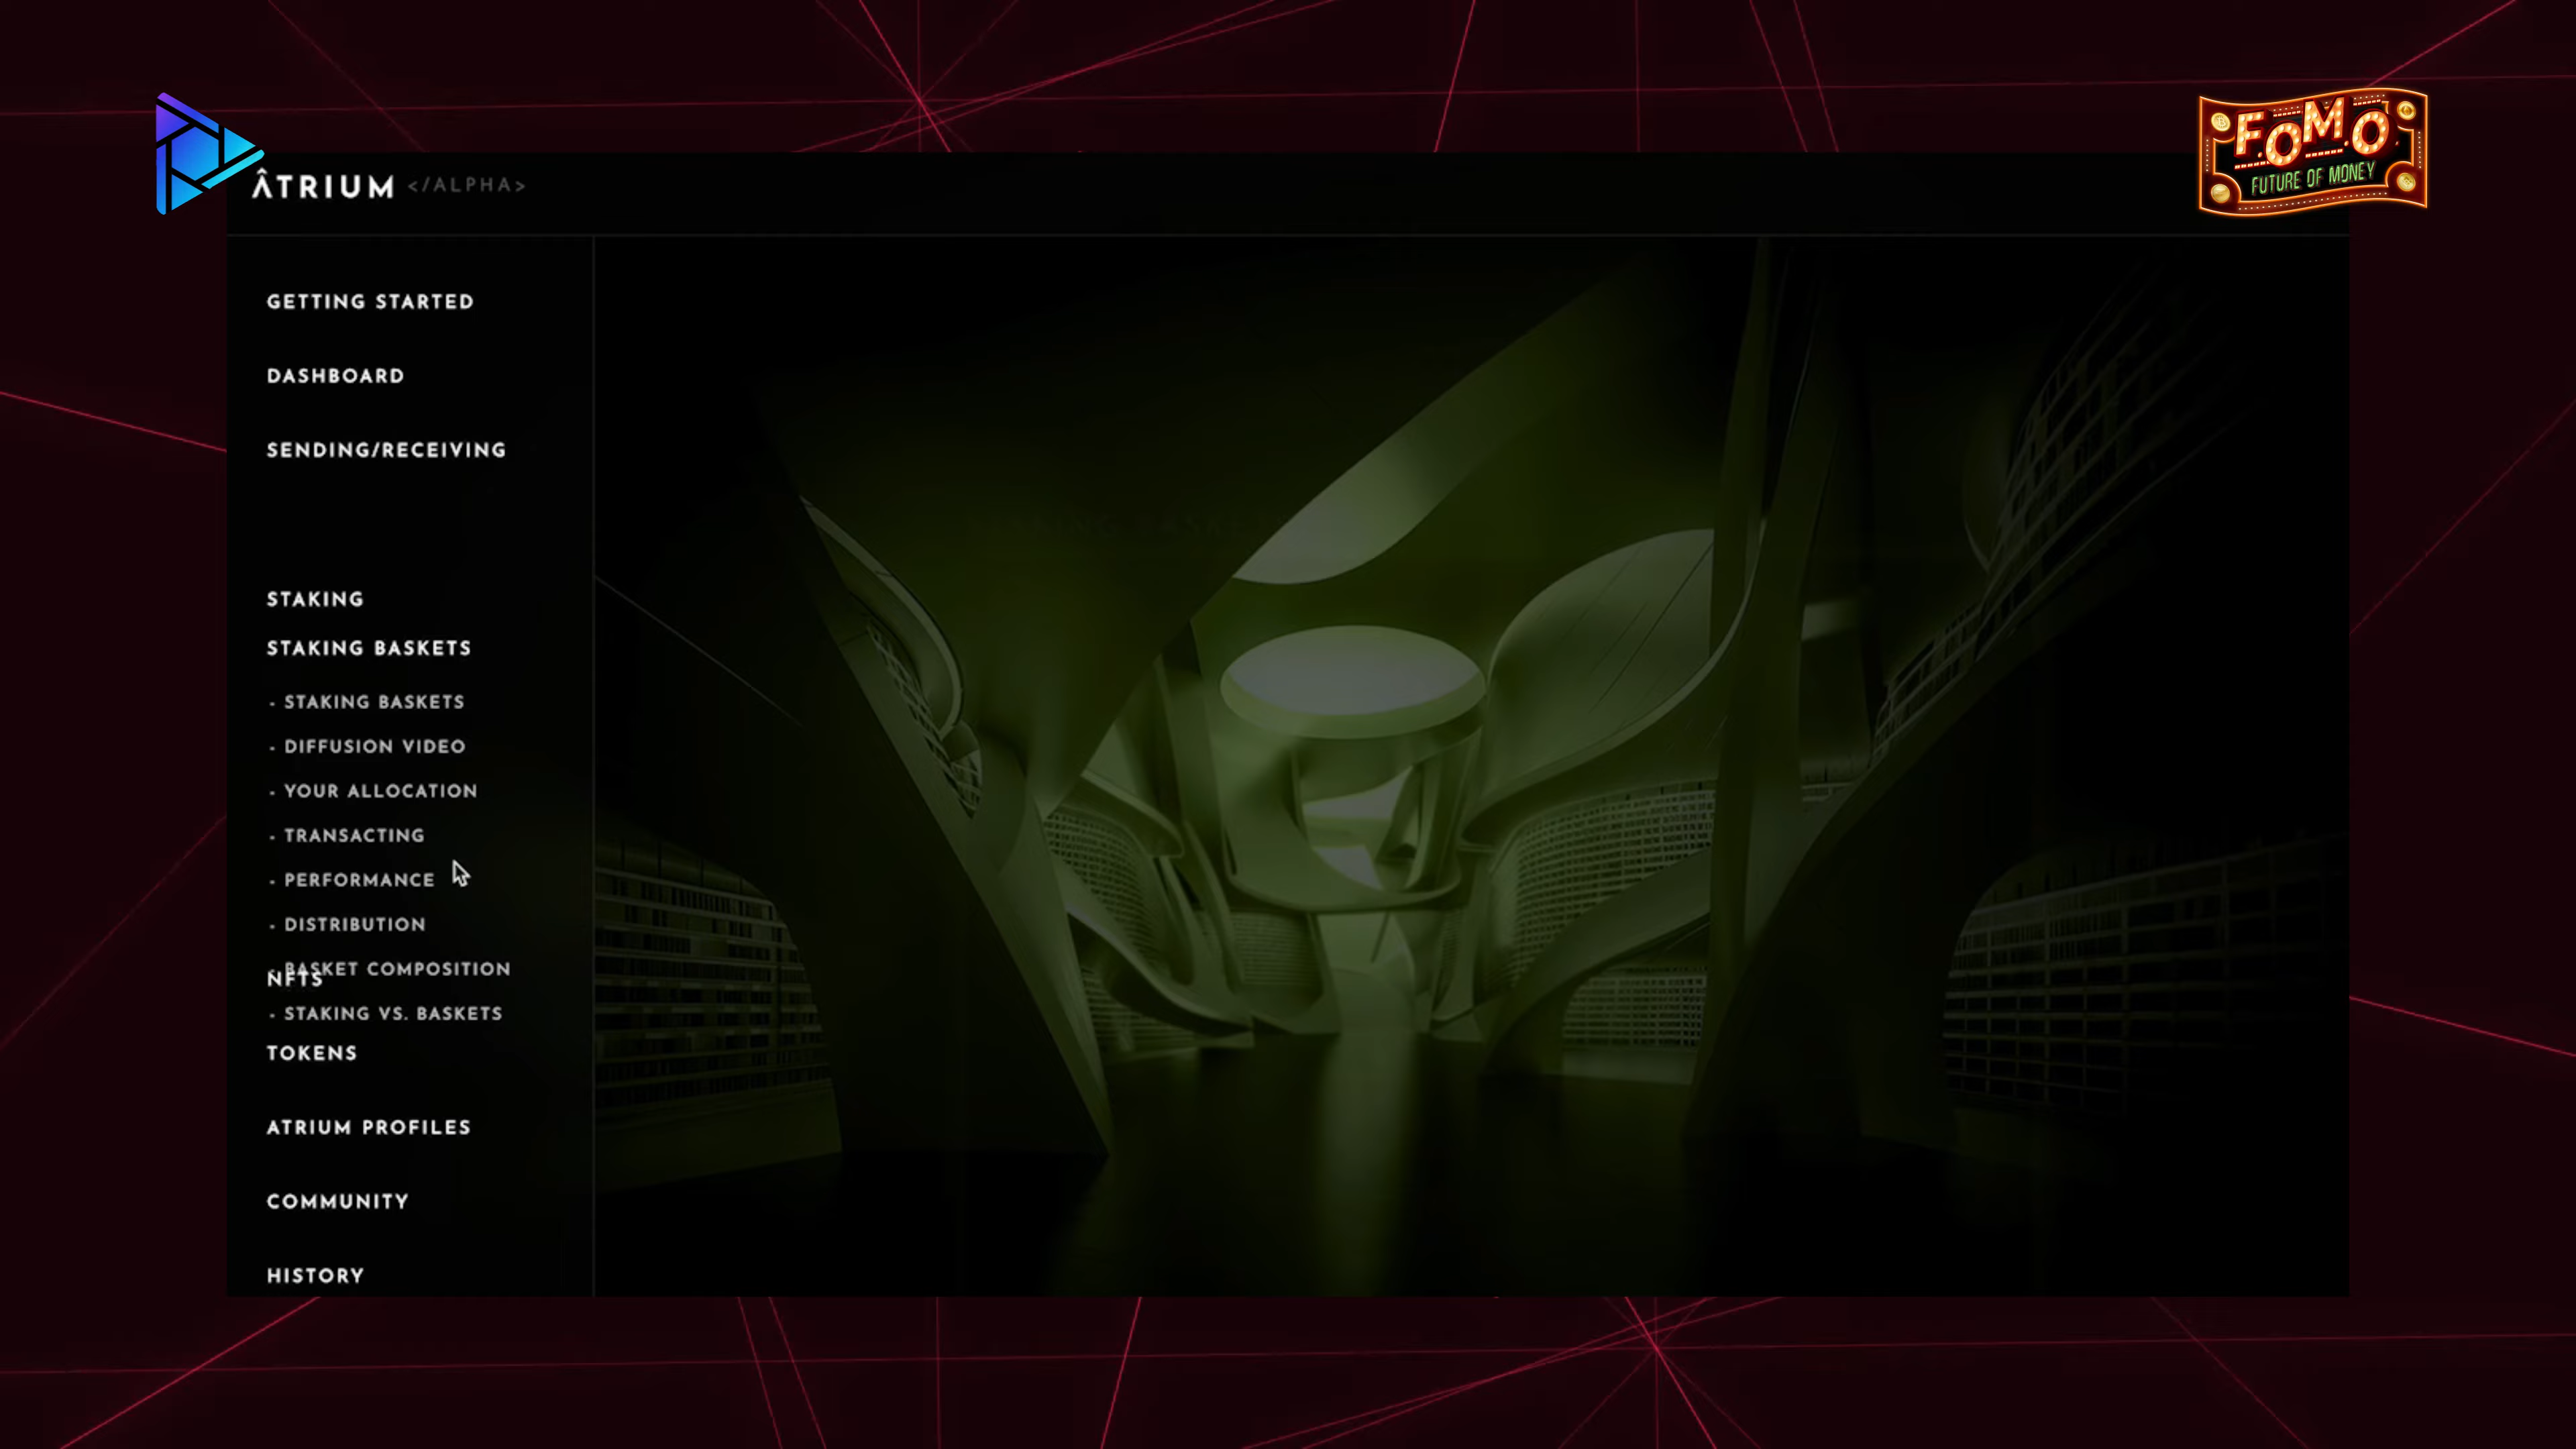 ÂTRIUM </ALPHA>
F.O.M.O.
FUTURE OF MONEY
GETTING STARTED
DASHBOARD
SENDING/RECEIVING
STAKING
STAKING BASKETS
- STAKING BASKETS
- DIFFUSION VIDEO
- YOUR ALLOCATION
- TRANSACTING
- PERFORMANCE
- DISTRIBUTION
- BASKET COMPOSITION
NFTS
- STAKING VS. BASKETS
TOKENS
ATRIUM PROFILES
COMMUNITY
HISTORY